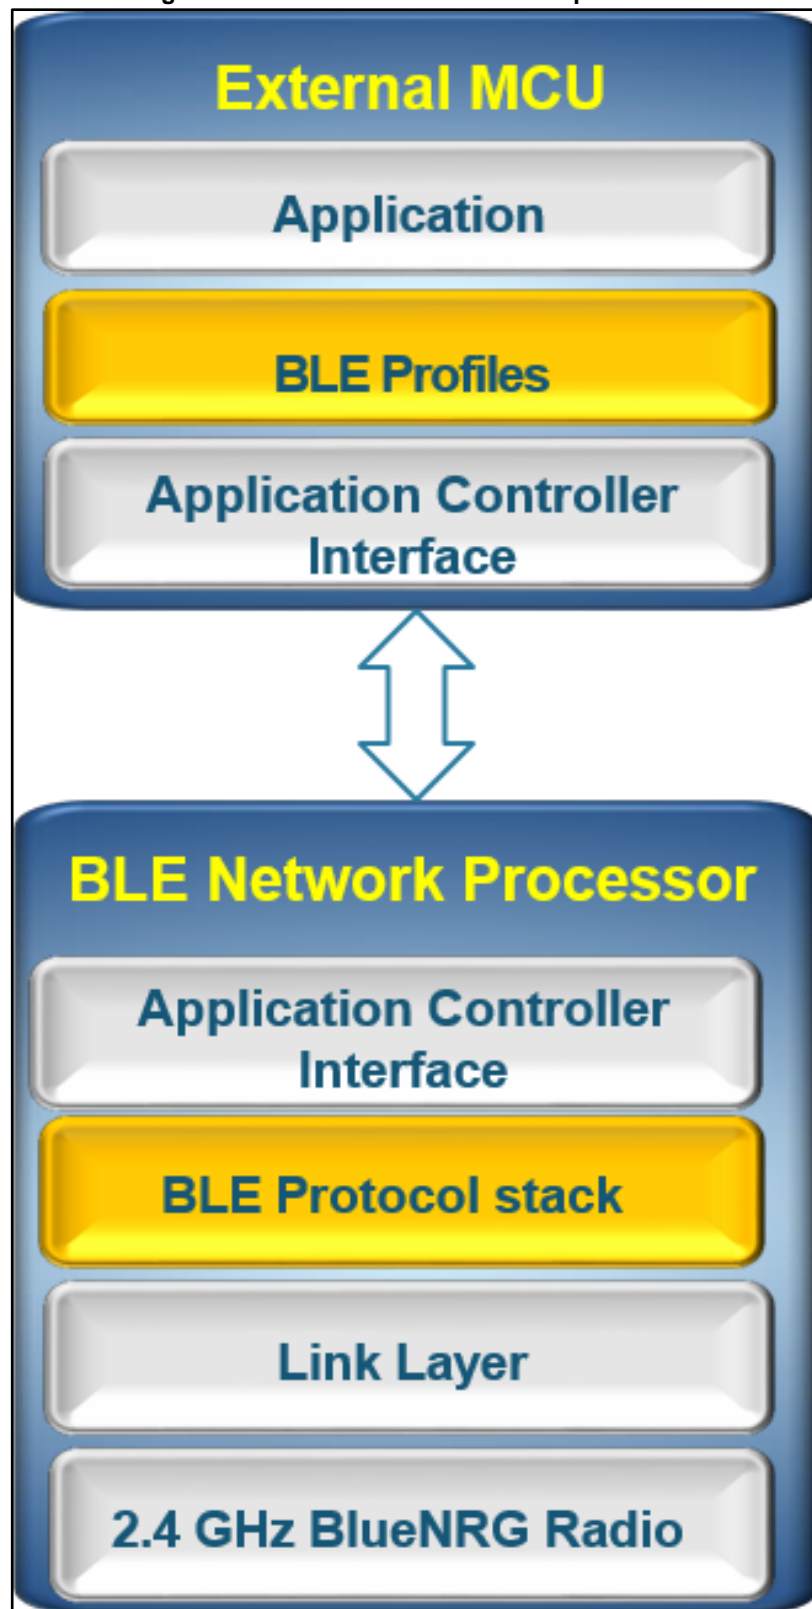 External MCU
Application
BLE Profiles
Application Controller
Interface
BLE Network Processor
Application Controller
Interface
BLE Protocol stack
Link Layer
2.4 GHz BlueNRG Radio